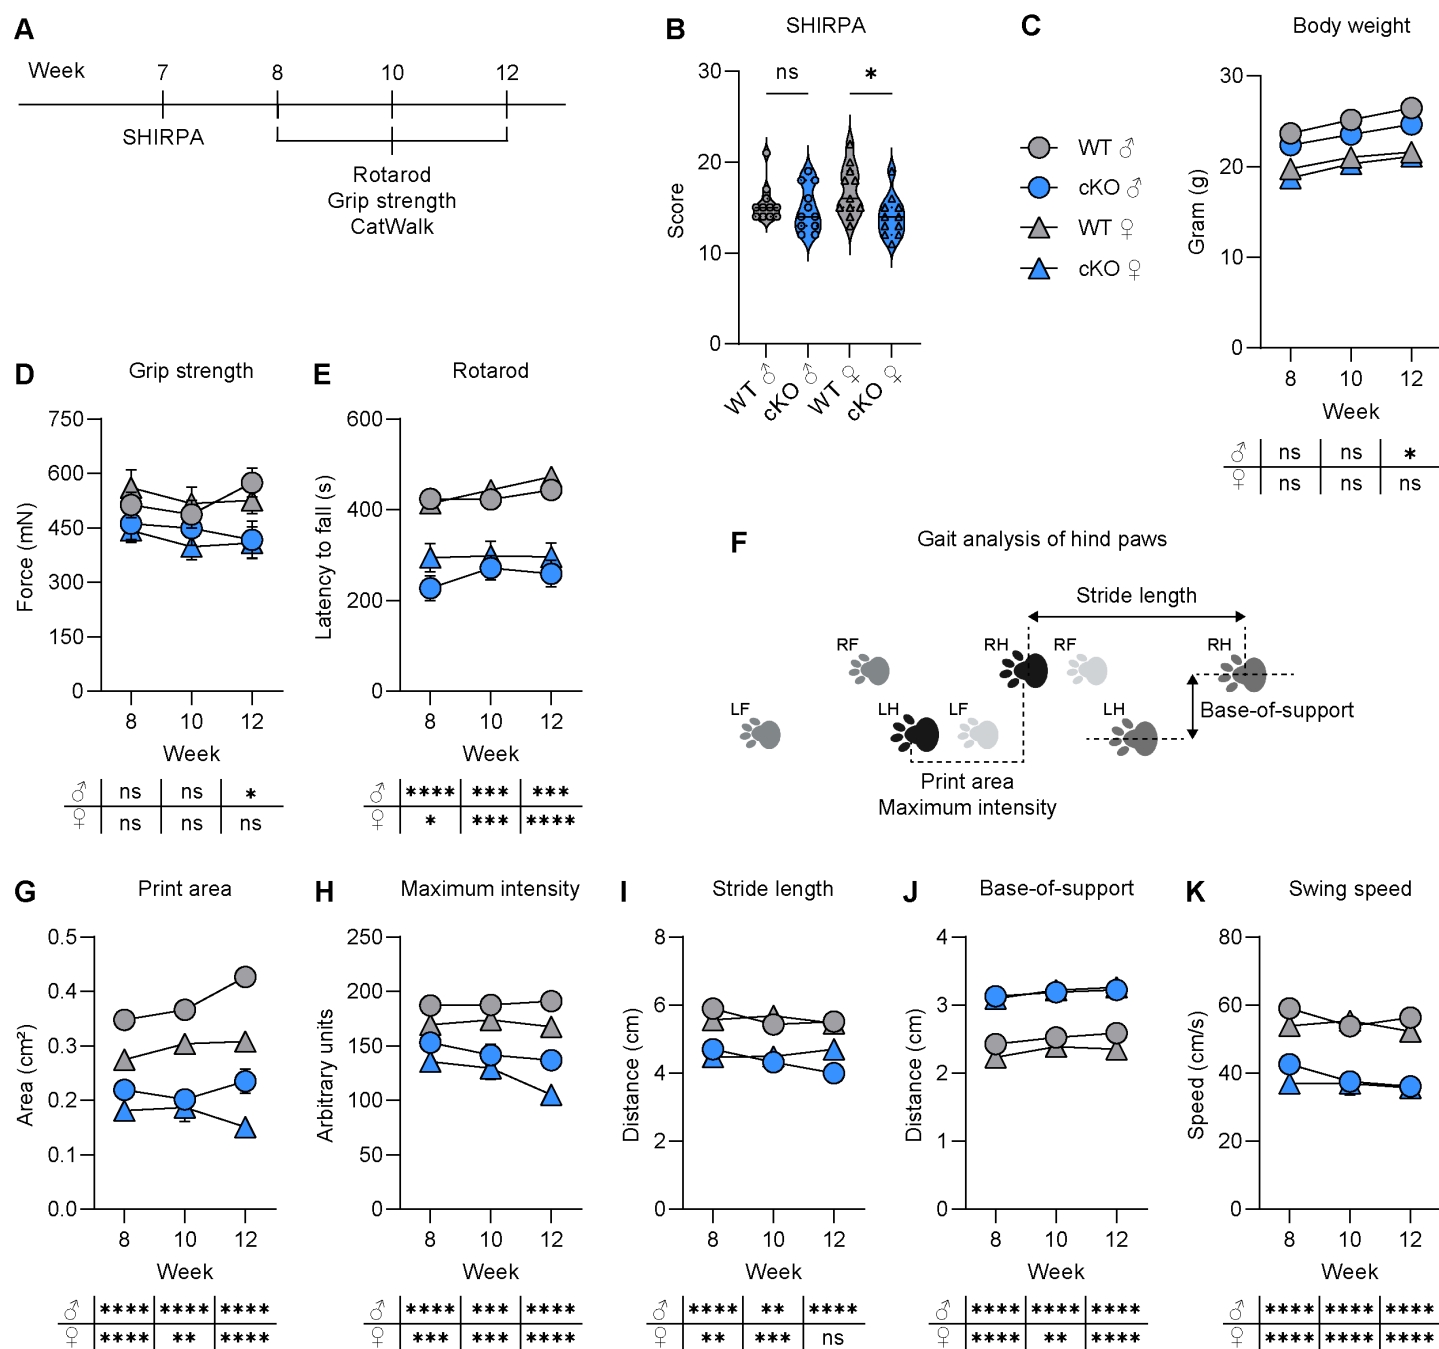 A
Week 7 8 10 12
SHIRPA
Rotarod
Grip strength
CatWalk
B
SHIRPA
30
20
10
0
Score
ns *
WT ♂ cKO ♂ WT ♀ cKO ♀
C
WT ♂
cKO ♂
WT ♀
cKO ♀
Body weight
30
20
10
0
Gram (g)
8 10 12
Week
♂ ns ns *
♀ ns ns ns
D
Grip strength
750
600
450
300
150
0
Force (mN)
8 10 12
Week
♂ ns ns *
♀ ns ns ns
E
Rotarod
600
400
200
0
Latency to fall (s)
8 10 12
Week
♂ **** *** ***
♀ * *** ****
F
Gait analysis of hind paws
Stride length
RF RH RF RH
LF LH LF LH
Base-of-support
Print area
Maximum intensity
G
Print area
0.5
0.4
0.3
0.2
0.1
0.0
Area (cm²)
8 10 12
Week
♂ **** **** ****
♀ **** ** ****
H
Maximum intensity
250
200
150
100
50
0
Arbitrary units
8 10 12
Week
♂ **** *** ****
♀ *** *** ****
I
Stride length
8
6
4
2
0
Distance (cm)
8 10 12
Week
♂ **** ** ****
♀ ** *** ns
J
Base-of-support
4
3
2
1
0
Distance (cm)
8 10 12
Week
♂ **** **** ****
♀ **** ** ****
K
Swing speed
80
60
40
20
0
Speed (cm/s)
8 10 12
Week
♂ **** **** ****
♀ **** **** ****